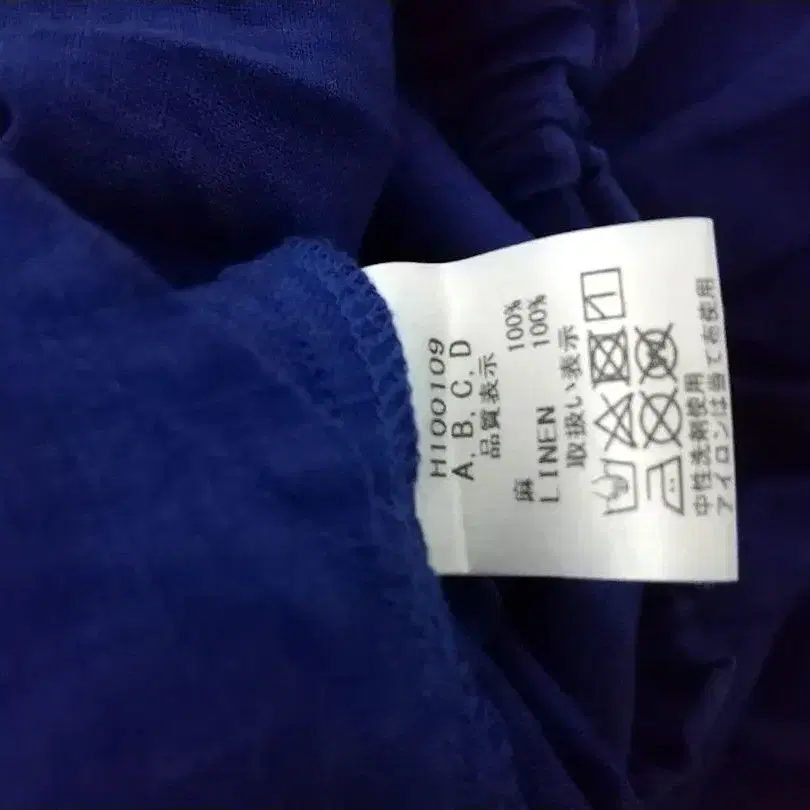 H100109
A, B, C, D
品質表示
麻 100%
LINEN 100%
取扱い表示
中性洗剤使用
アイロンは当て布使用